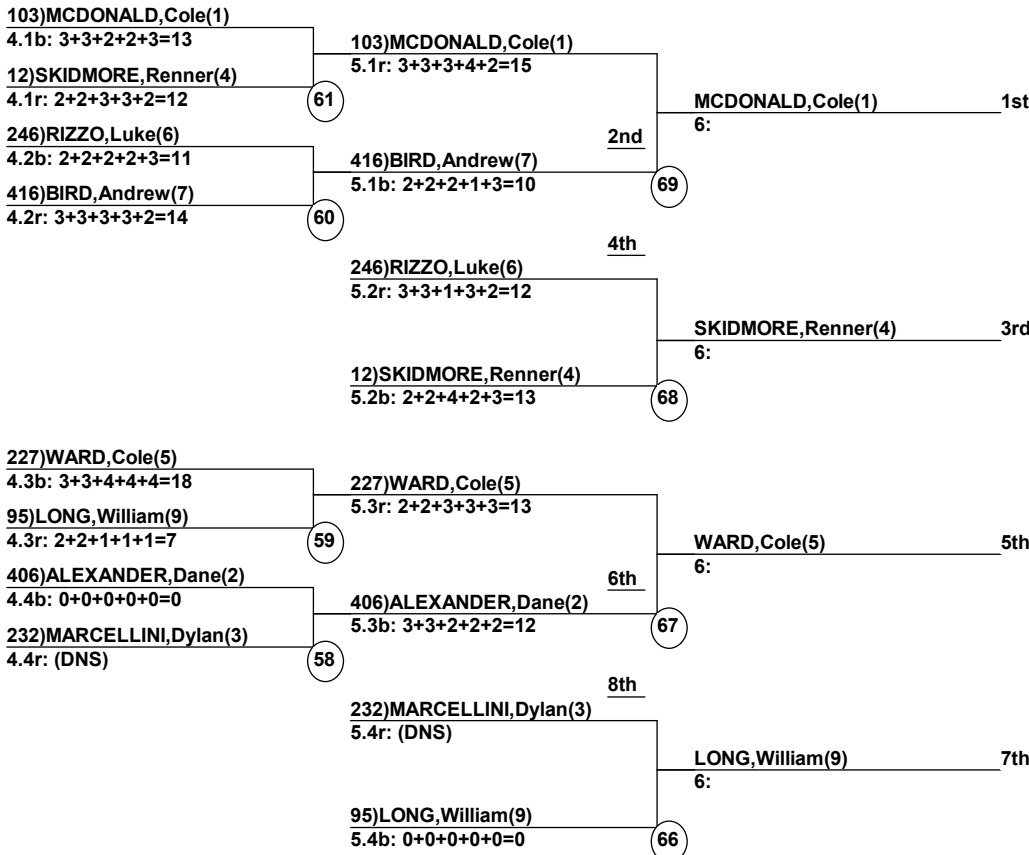 103)MCDONALD,Cole(1)
4.1b: 3+3+2+2+3=13
12)SKIDMORE,Renner(4)
4.1r: 2+2+3+3+2=12
61
246)RIZZO,Luke(6)
4.2b: 2+2+2+2+3=11
416)BIRD,Andrew(7)
4.2r: 3+3+3+3+2=14
60
103)MCDONALD,Cole(1)
5.1r: 3+3+3+4+2=15
2nd
416)BIRD,Andrew(7)
5.1b: 2+2+2+1+3=10
69
MCDONALD,Cole(1)
6:
1st
4th
246)RIZZO,Luke(6)
5.2r: 3+3+1+3+2=12
12)SKIDMORE,Renner(4)
5.2b: 2+2+4+2+3=13
68
SKIDMORE,Renner(4)
6:
3rd
227)WARD,Cole(5)
4.3b: 3+3+4+4+4=18
95)LONG,William(9)
4.3r: 2+2+1+1+1=7
59
406)ALEXANDER,Dane(2)
4.4b: 0+0+0+0+0=0
232)MARCELLINI,Dylan(3)
4.4r: (DNS)
58
227)WARD,Cole(5)
5.3r: 2+2+3+3+3=13
6th
406)ALEXANDER,Dane(2)
5.3b: 3+3+2+2+2=12
67
WARD,Cole(5)
6:
5th
8th
232)MARCELLINI,Dylan(3)
5.4r: (DNS)
95)LONG,William(9)
5.4b: 0+0+0+0+0=0
66
LONG,William(9)
6:
7th